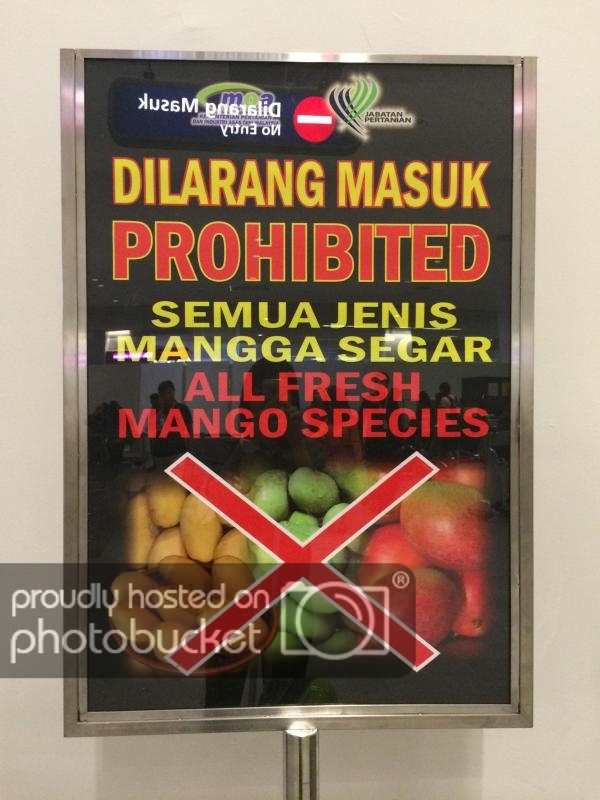 Dilarang Masuk
No Entry
JABATAN
PERTANIAN
DILARANG MASUK
PROHIBITED
SEMUA JENIS
MANGGA SEGAR
ALL FRESH
MANGO SPECIES
proudly hosted on
photobucket ®